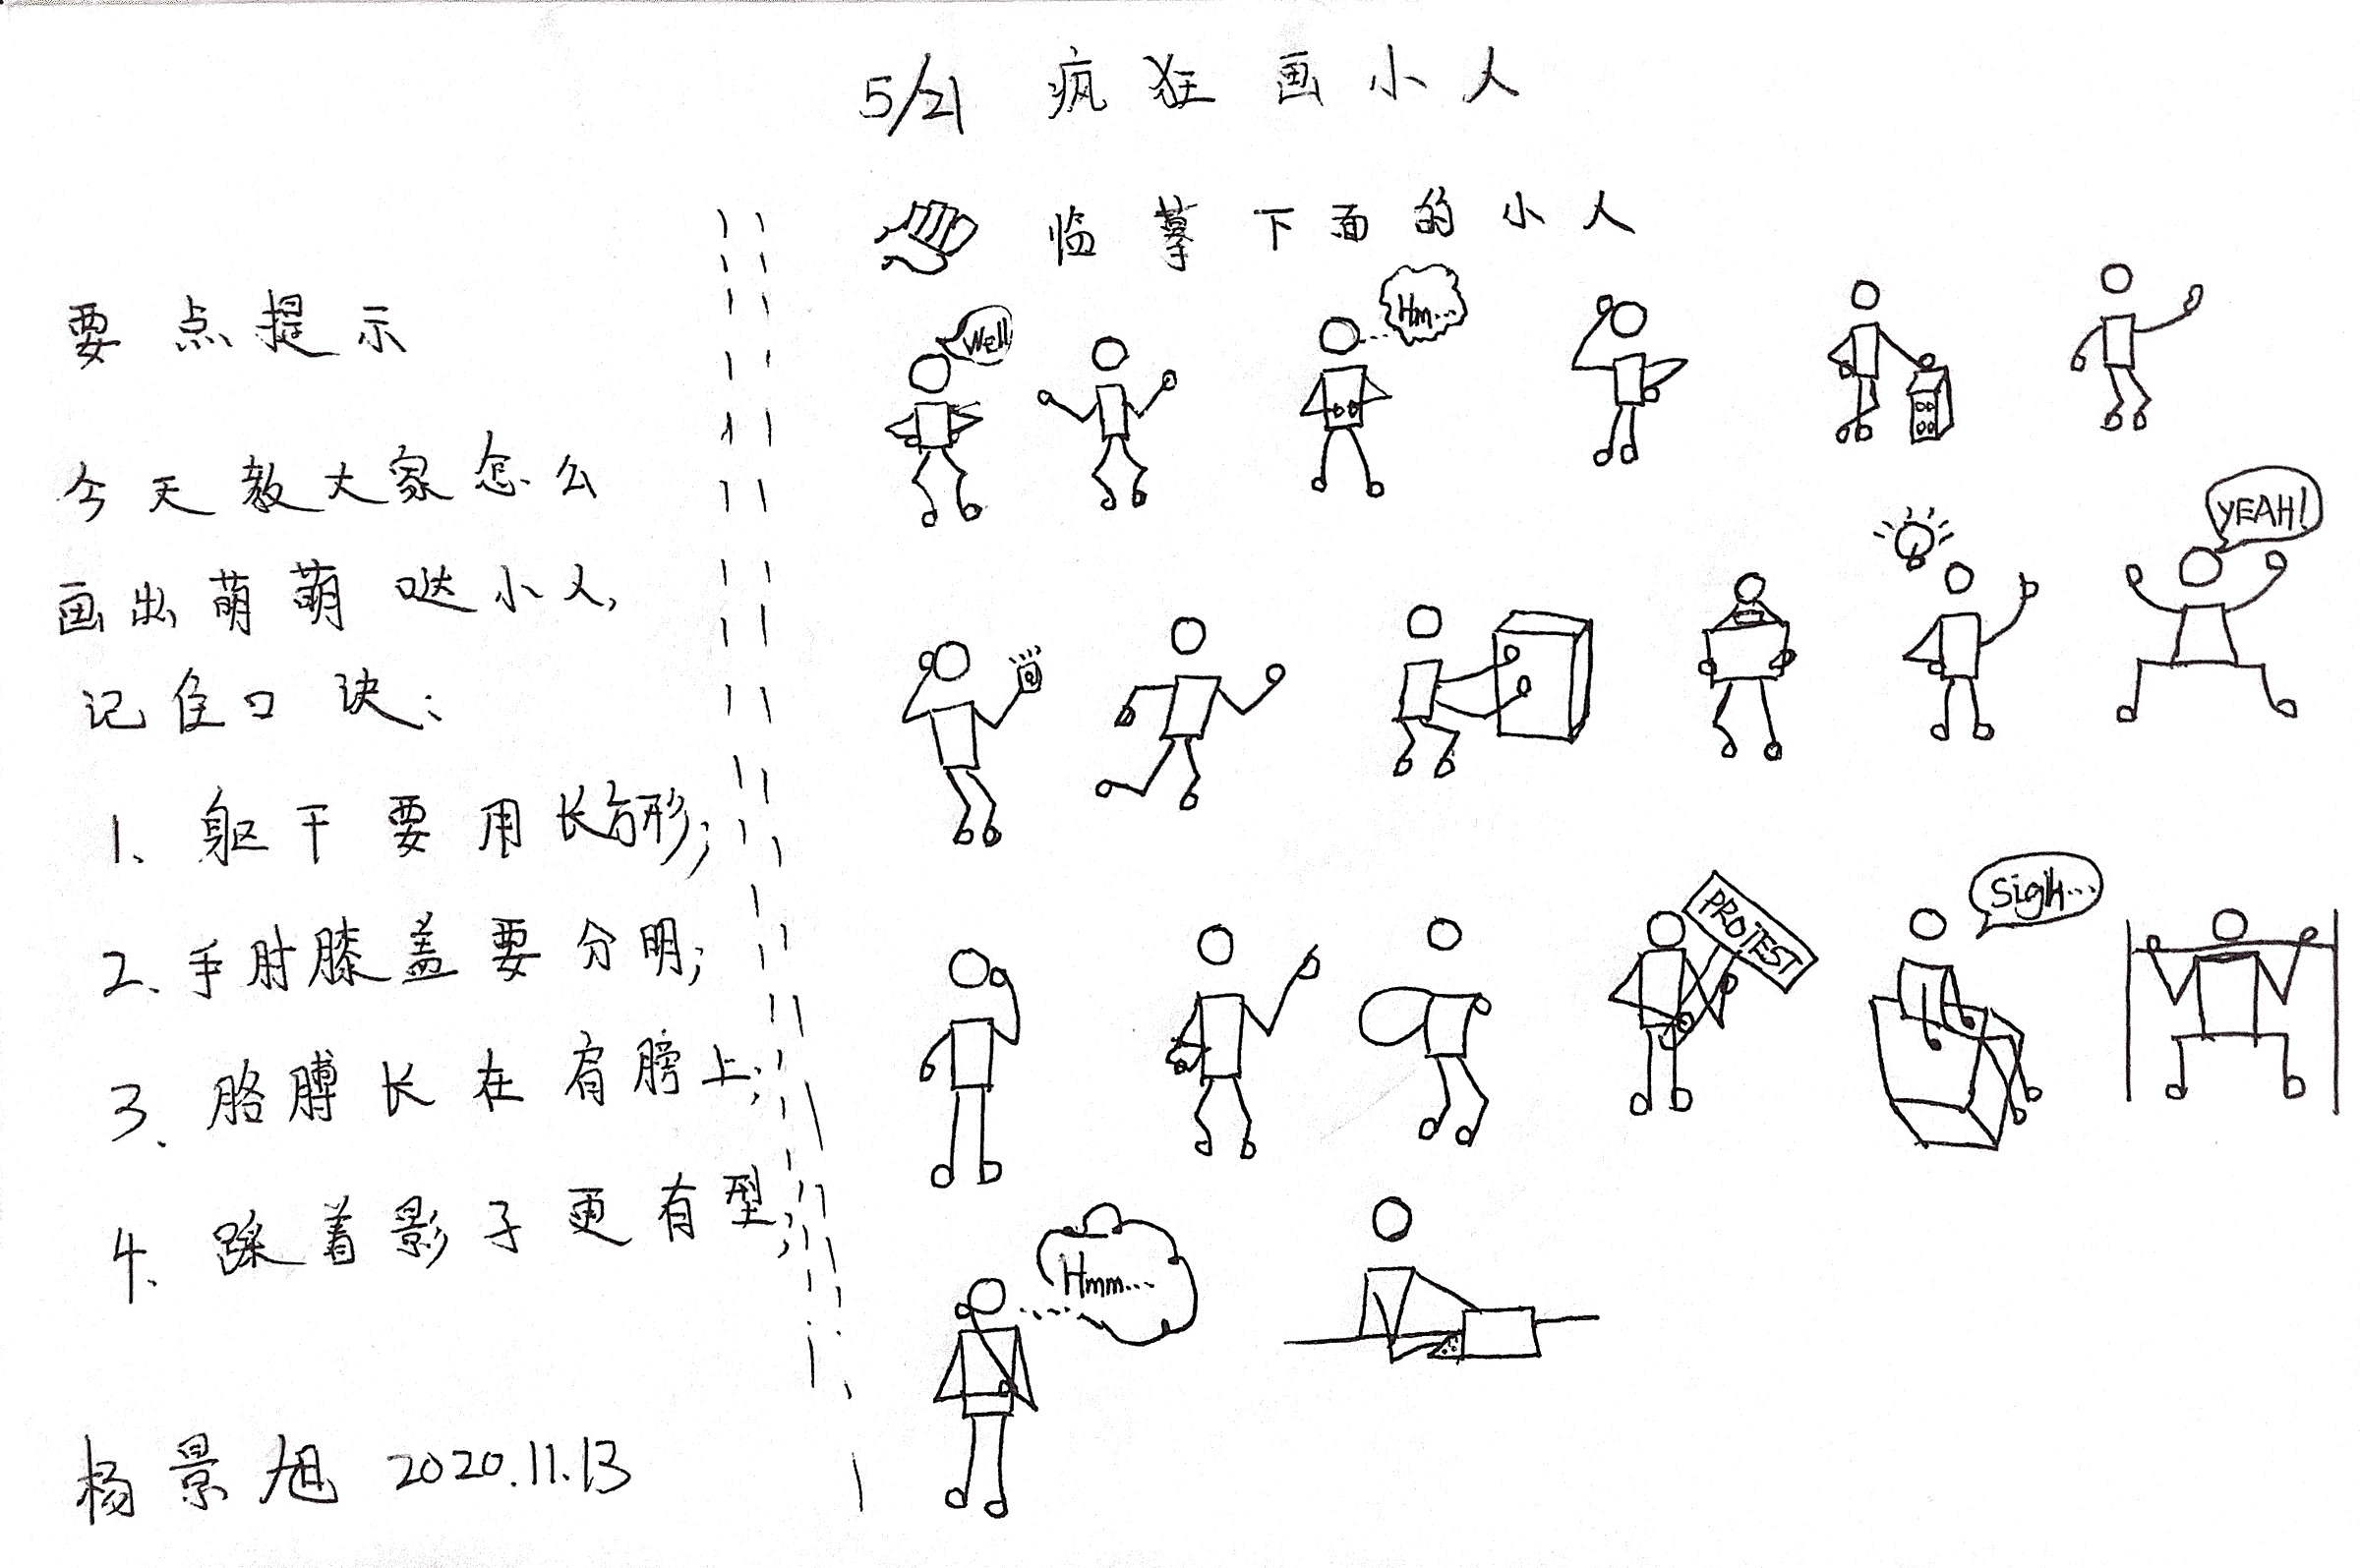 5/21 疯狂画小人
临摹下面的小人
要点提示
今天教大家怎么
画出萌萌哒小人,
记住口诀:
1、躯干要用长方形;
2、手肘膝盖要分明;
3、胳膊长在肩膀上;
4、踩着影子更有型;
杨景旭 2020.11.13
Well
Hm...
YEAH!
PROTEST
Sigh...
Hmm...